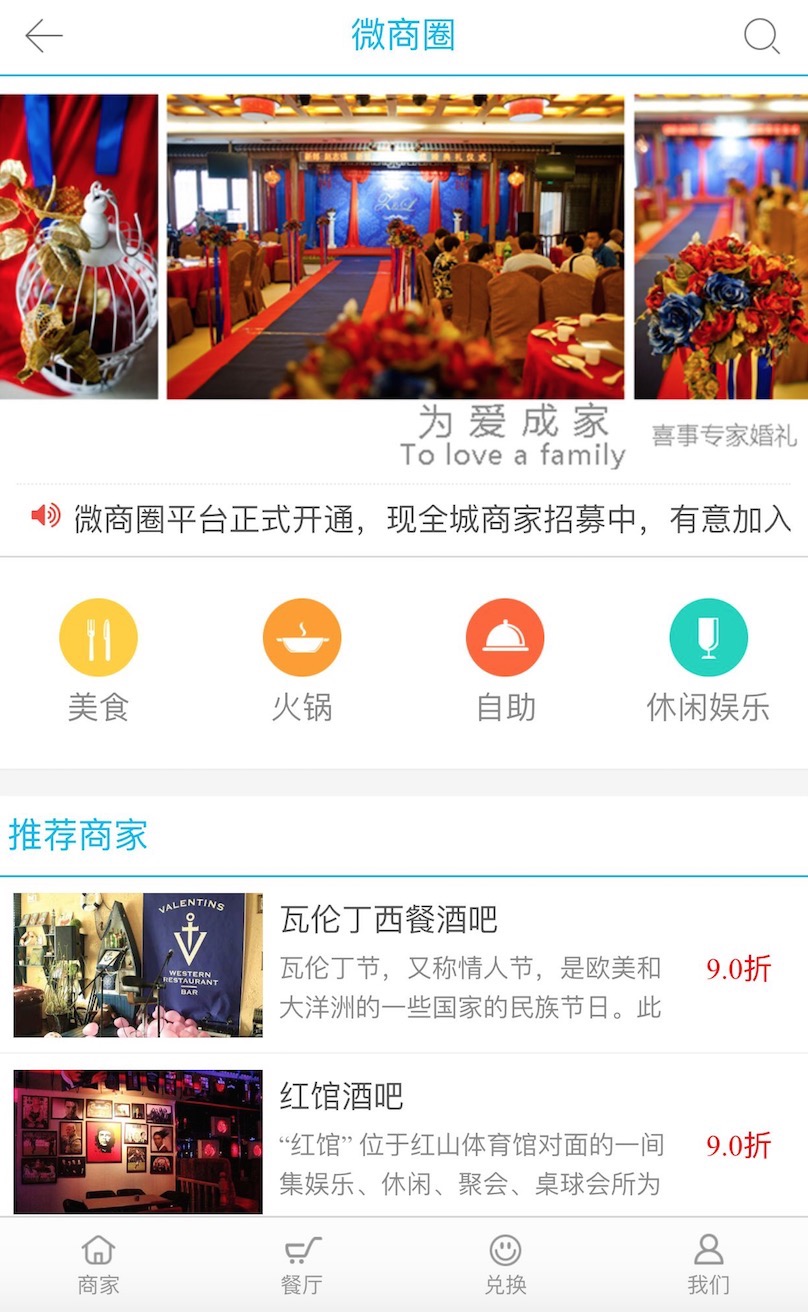 微商圈
为爱成家
To love a family
喜事专家婚礼
微商圈平台正式开通，现全城商家招募中，有意加入
美食
火锅
自助
休闲娱乐
推荐商家
VALENTINS
WESTERN
RESTAURANT
BAR
瓦伦丁西餐酒吧
瓦伦丁节，又称情人节，是欧美和
大洋洲的一些国家的民族节日。此
9.0折
红馆酒吧
“红馆” 位于红山体育馆对面的一间
集娱乐、休闲、聚会、桌球会所为
9.0折
商家
餐厅
兑换
我们